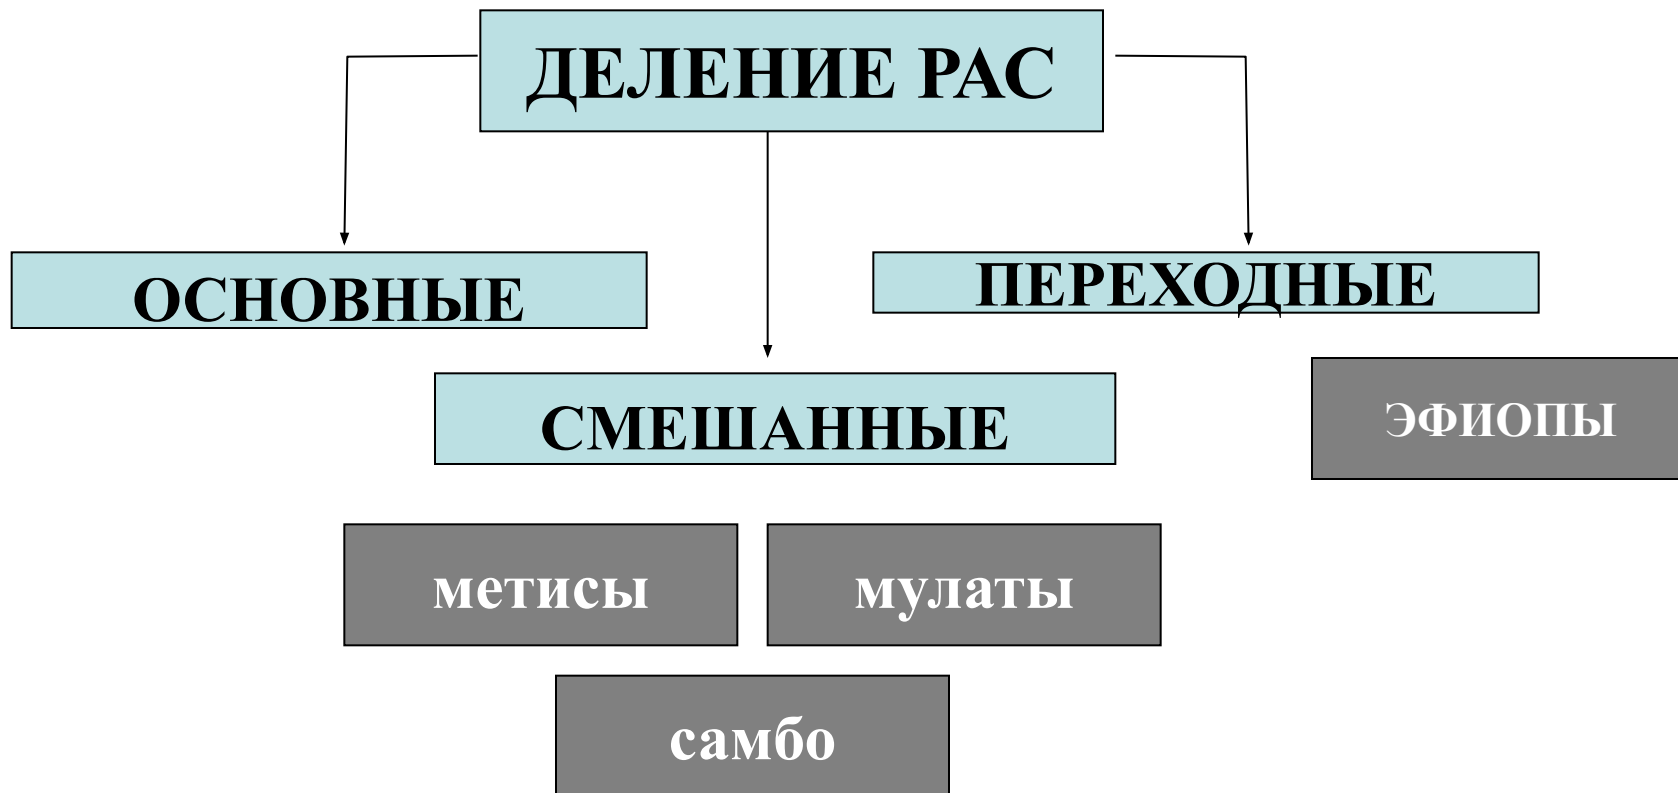 ДЕЛЕНИЕ РАС
ОСНОВНЫЕ
ПЕРЕХОДНЫЕ
СМЕШАННЫЕ
ЭФИОПЫ
метисы
мулаты
самбо